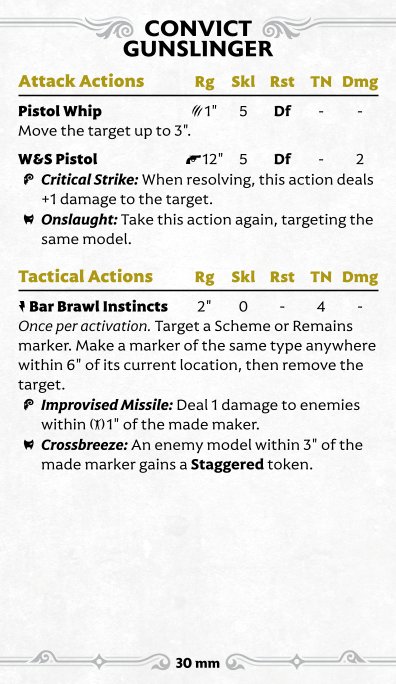 CONVICT
GUNSLINGER
Attack Actions Rg Skl Rst TN Dmg
Pistol Whip 1" 5 Df - -
Move the target up to 3".
W&S Pistol 12" 5 Df - 2
Critical Strike: When resolving, this action deals
+1 damage to the target.
Onslaught: Take this action again, targeting the
same model.
Tactical Actions Rg Skl Rst TN Dmg
Bar Brawl Instincts 2" 0 - 4 -
Once per activation. Target a Scheme or Remains
marker. Make a marker of the same type anywhere
within 6" of its current location, then remove the
target.
Improvised Missile: Deal 1 damage to enemies
within 1" of the made maker.
Crossbreeze: An enemy model within 3" of the
made marker gains a Staggered token.
30 mm